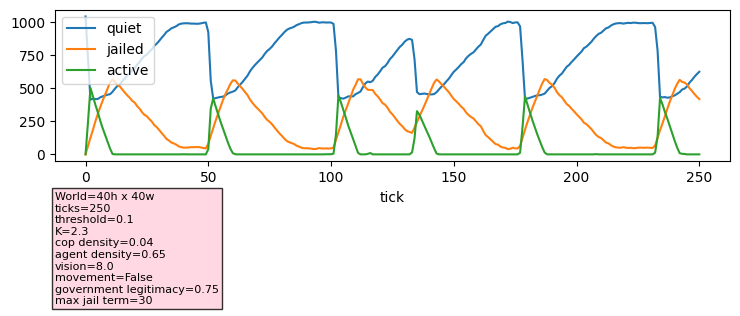 1000
750
500
250
0
quiet
jailed
active
0 50 100 150 200 250
tick
World=40h x 40w
ticks=250
threshold=0.1
K=2.3
cop density=0.04
agent density=0.65
vision=8.0
movement=False
government legitimacy=0.75
max jail term=30